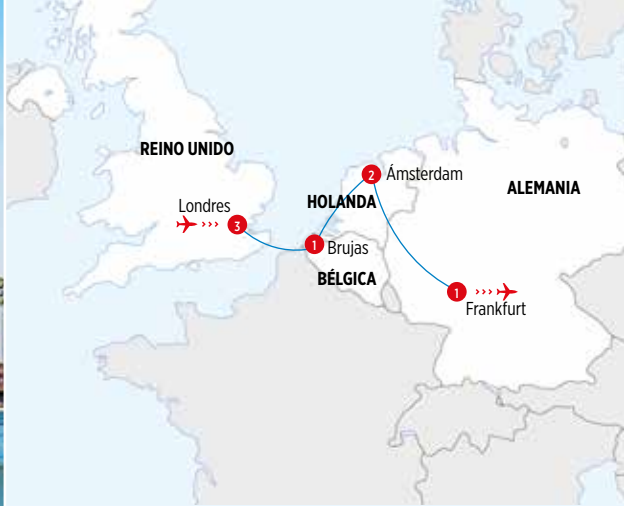 REINO UNIDO
Londres
3
2
Ámsterdam
HOLANDA
ALEMANIA
1
Brujas
BÉLGICA
1
Frankfurt